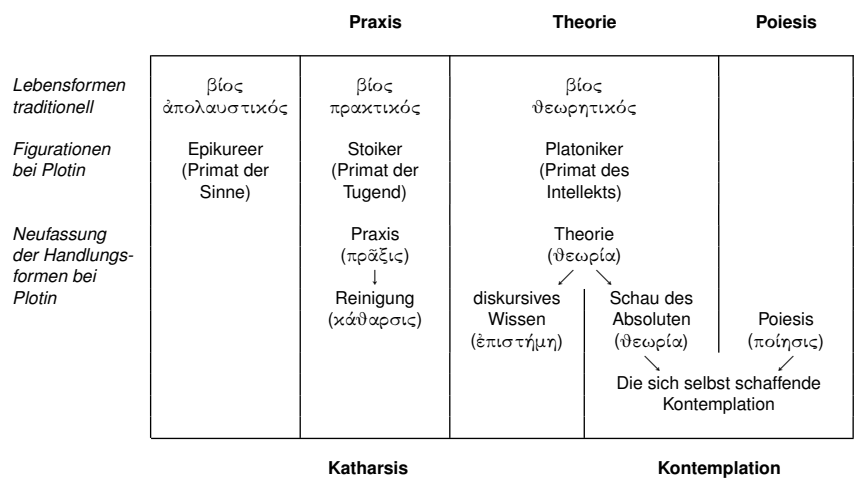 Praxis Theorie Poiesis
Lebensformen βίος βίος βίος
traditionell ἀπολαυστικός πρακτικός θεωρητικός
Figurationen Epikureer Stoiker Platoniker
bei Plotin (Primat der (Primat der (Primat des
Sinne) Tugend) Intellekts)
Neufassung Praxis Theorie
der Handlungs- (πρᾶξις) (θεωρία)
formen bei ↓ ↙ ↘
Plotin Reinigung diskursives Schau des
(κάθαρσις) Wissen Absoluten Poiesis
(ἐπιστήμη) (θεωρία) (ποίησις)
↘ ↙
Die sich selbst schaffende
Kontemplation
Katharsis Kontemplation